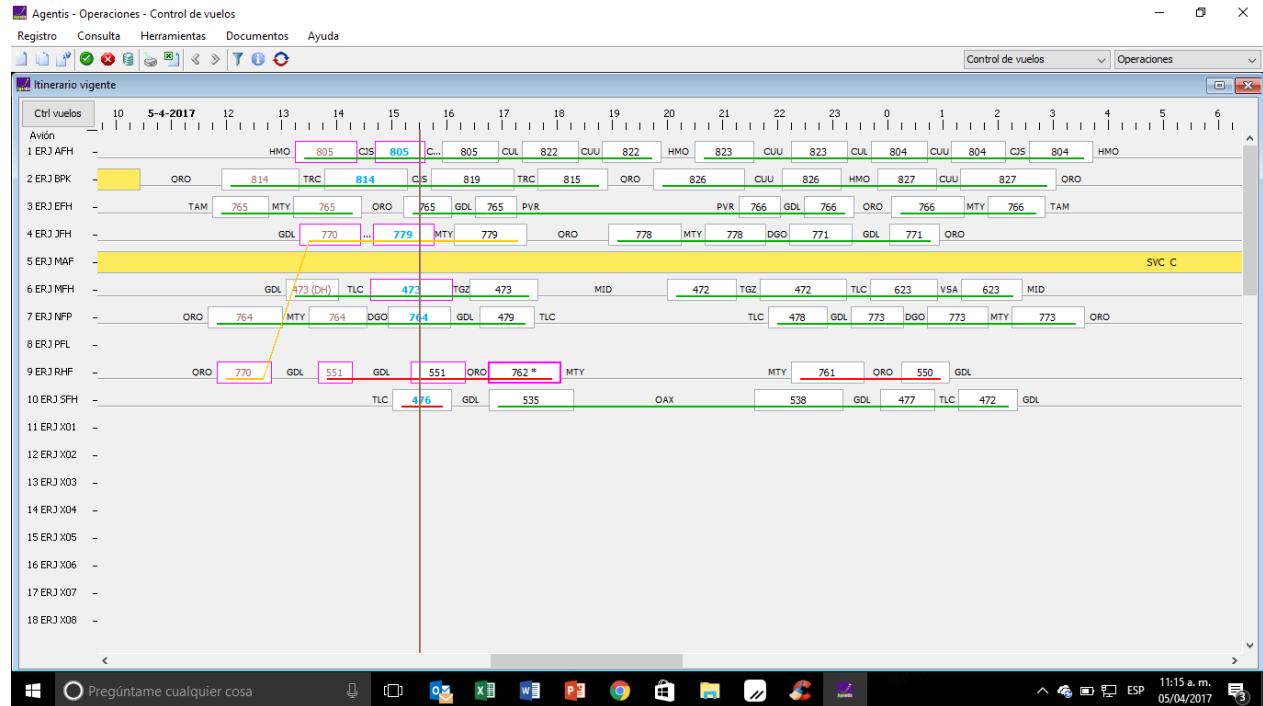 Agentis - Operaciones - Control de vuelos
Registro Consulta Herramientas Documentos Ayuda
Control de vuelos Operaciones
Itinerario vigente
Ctrl vuelos 10 5-4-2017 12 13 14 15 16 17 18 19 20 21 22 23 0 1 2 3 4 5 6
Avión
1 ERJ AFH - HMO 805 CJS 805 C... 805 CUL 822 CUU 822 HMO 823 CUU 823 CUL 804 CUU 804 CJS 804 HMO
2 ERJ BPK - ORO 814 TRC 814 CJS 819 TRC 815 ORO 826 CUU 826 HMO 827 CUU 827 ORO
3 ERJ EFH - TAM 765 MTY 765 ORO 765 GDL 765 PVR PVR 766 GDL 766 ORO 766 MTY 766 TAM
4 ERJ JFH - GDL 770 ... 779 MTY 779 ORO 778 MTY 778 DGO 771 GDL 771 ORO
5 ERJ MAF - SVC C
6 ERJ MFH - GDL 473 (DH) TLC 473 TGZ 473 MID 472 TGZ 472 TLC 623 VSA 623 MID
7 ERJ NFP - ORO 764 MTY 764 DGO 764 GDL 479 TLC TLC 478 GDL 773 DGO 773 MTY 773 ORO
8 ERJ PFL -
9 ERJ RHF - ORO 770 GDL 551 GDL 551 ORO 762 * MTY MTY 761 ORO 550 GDL
10 ERJ SFH - TLC 476 GDL 535 OAX 538 GDL 477 TLC 472 GDL
11 ERJ X01 -
12 ERJ X02 -
13 ERJ X03 -
14 ERJ X04 -
15 ERJ X05 -
16 ERJ X06 -
17 ERJ X07 -
18 ERJ X08 -
Pregúntame cualquier cosa
ESP 11:15 a. m.
05/04/2017 3